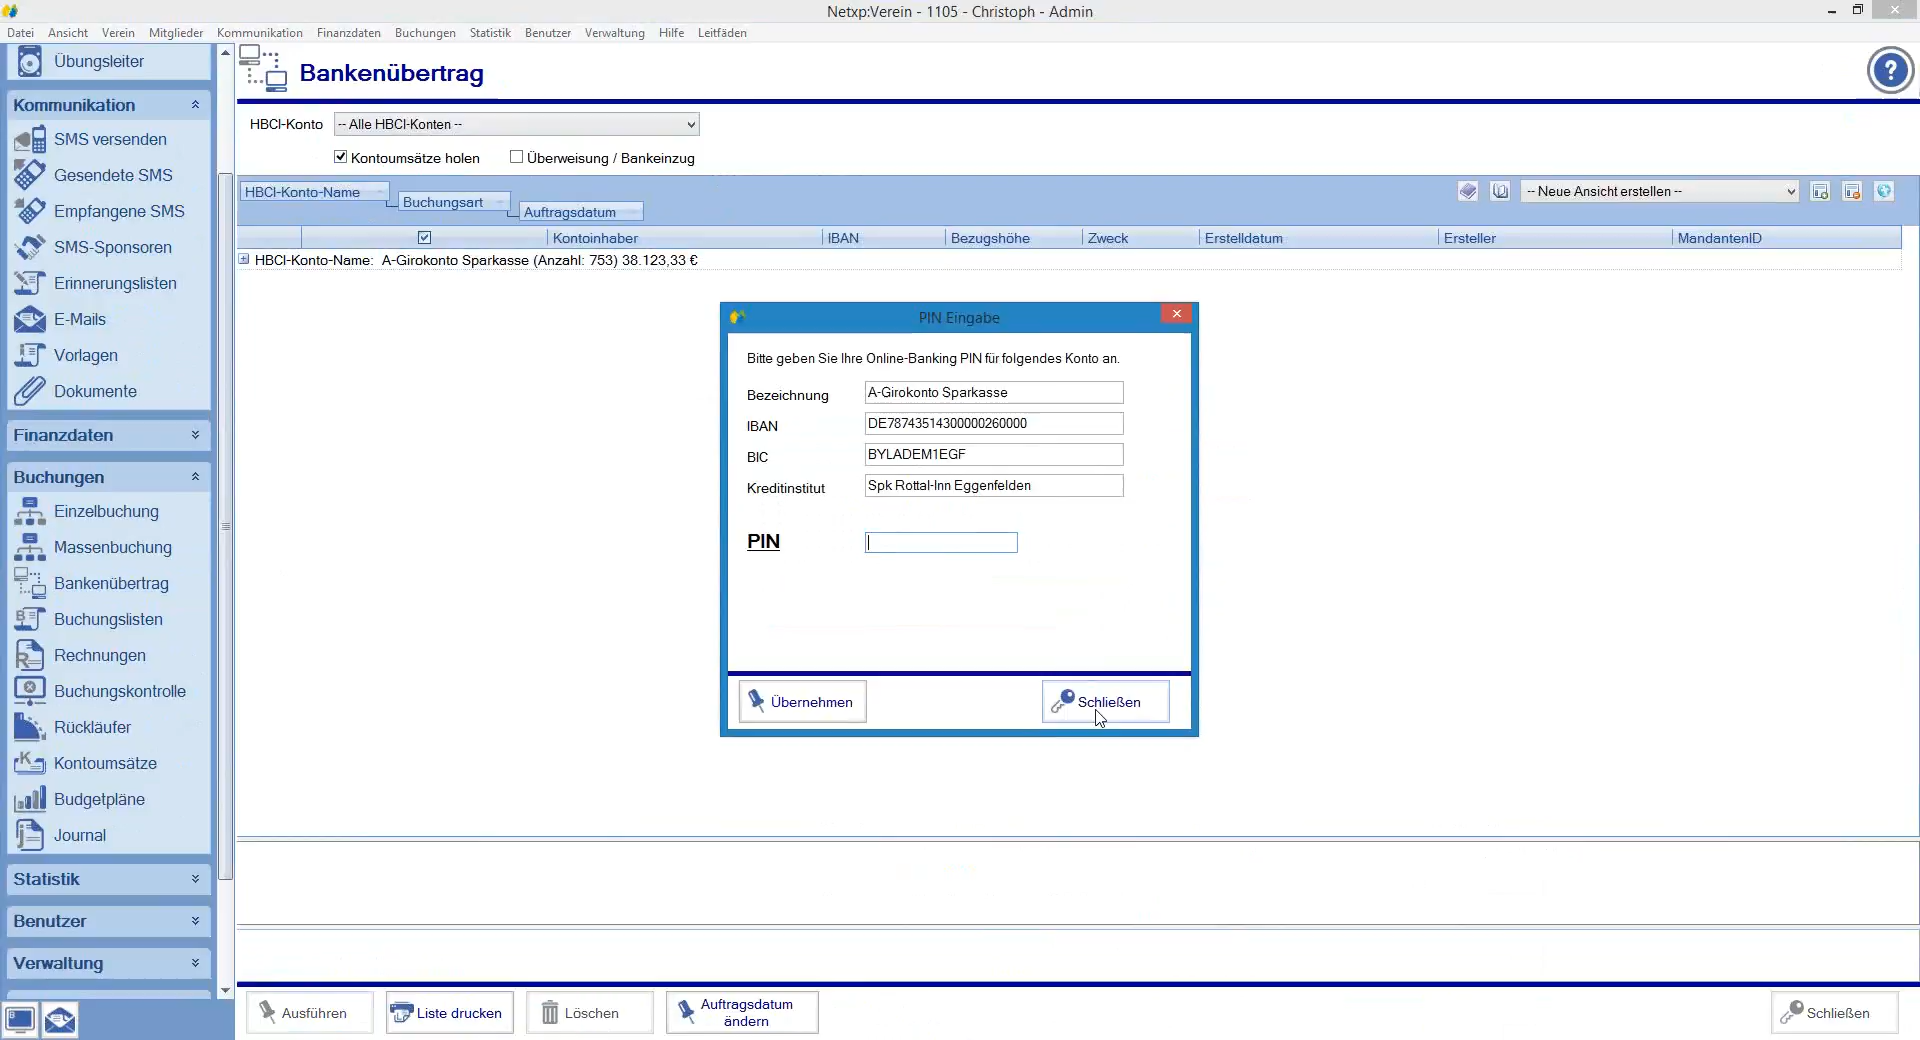 Netxp:Verein - 1105 - Christoph - Admin
Datei Ansicht Verein Mitglieder Kommunikation Finanzdaten Buchungen Statistik Benutzer Verwaltung Hilfe Leitfäden
Übungsleiter
Kommunikation
SMS versenden
Gesendete SMS
Empfangene SMS
SMS-Sponsoren
Erinnerungslisten
E-Mails
Vorlagen
Dokumente
Finanzdaten
Buchungen
Einzelbuchung
Massenbuchung
Bankenübertrag
Buchungslisten
Rechnungen
Buchungskontrolle
Rückläufer
Kontoumsätze
Budgetpläne
Journal
Statistik
Benutzer
Verwaltung
Bankenübertrag
HBCI-Konto -- Alle HBCI-Konten --
Kontoumsätze holen Überweisung / Bankeinzug
HBCI-Konto-Name
Buchungsart
Auftragsdatum
-- Neue Ansicht erstellen --
Kontoinhaber IBAN Bezugshöhe Zweck Erstelldatum Ersteller MandantenID
HBCI-Konto-Name: A-Girokonto Sparkasse (Anzahl: 753) 38.123,33 €
PIN Eingabe
Bitte geben Sie Ihre Online-Banking PIN für folgendes Konto an.
Bezeichnung A-Girokonto Sparkasse
IBAN DE78743514300000260000
BIC BYLADEM1EGF
Kreditinstitut Spk Rottal-Inn Eggenfelden
PIN
Übernehmen Schließen
Ausführen
Liste drucken
Löschen
Auftragsdatum
ändern
Schließen